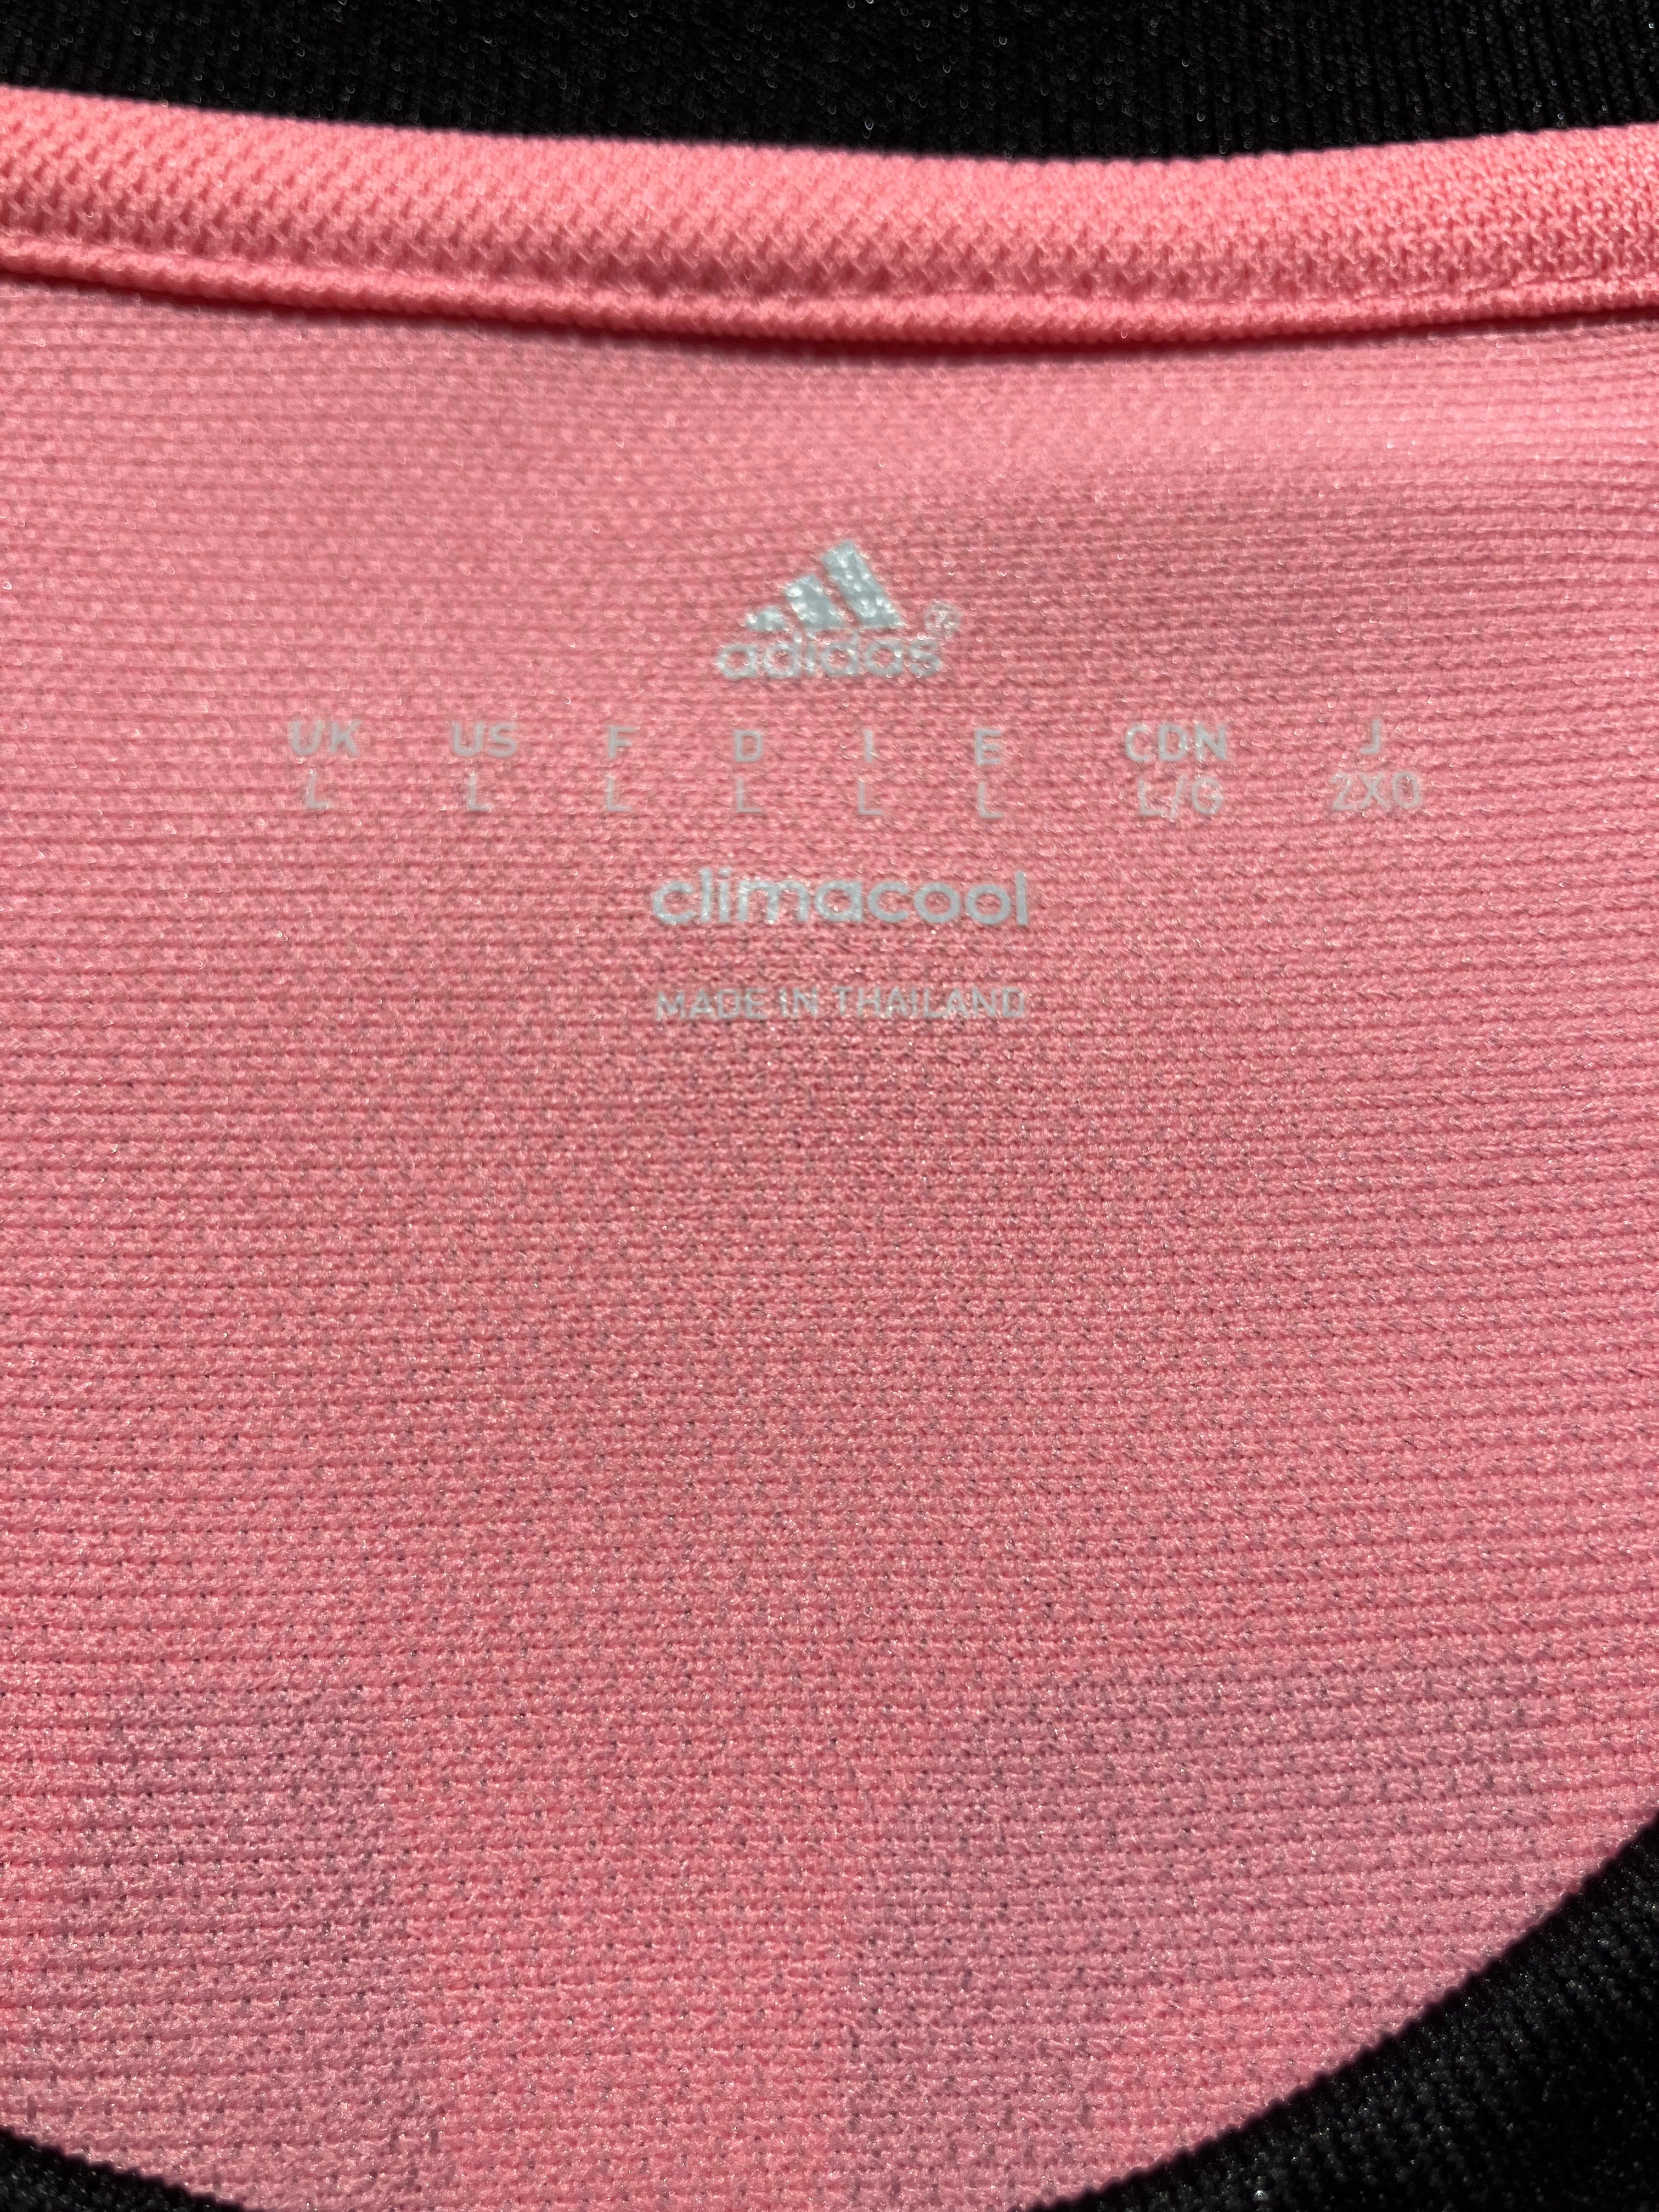 adidas®
UK US F D I E CDN J
L L L L L L L/G 2XO
climacool
MADE IN THAILAND